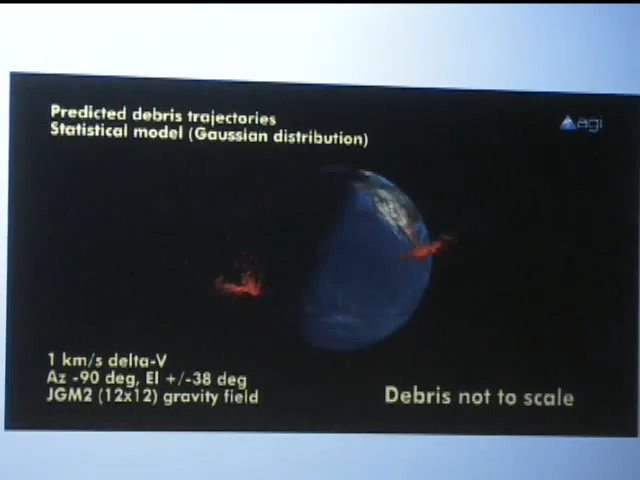 Predicted debris trajectories
Statistical model (Gaussian distribution)
agi
1 km/s delta-V
Az -90 deg, El +/-38 deg
JGM2 (12x12) gravity field
Debris not to scale